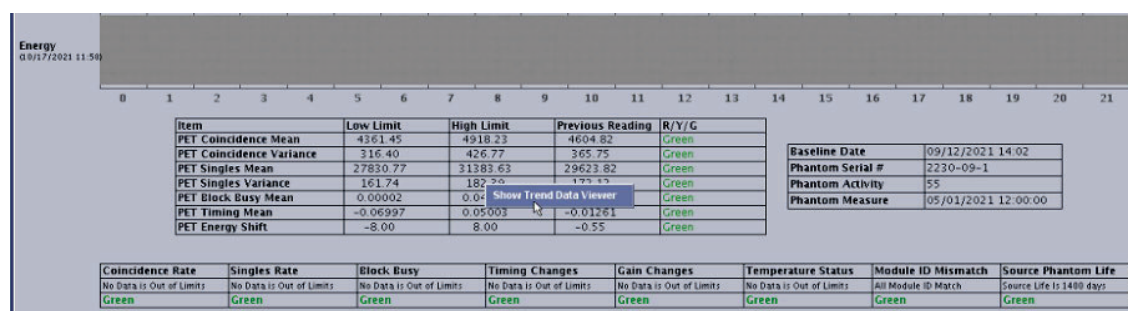 Energy
(10/17/2021 11:50)
0 1 2 3 4 5 6 7 8 9 10 11 12 13 14 15 16 17 18 19 20 21
Item Low Limit High Limit Previous Reading R/Y/G
PET Coincidence Mean 4361.45 4918.23 4604.82 Green
PET Coincidence Variance 316.40 426.77 365.75 Green
PET Singles Mean 27830.77 31383.63 29623.82 Green
PET Singles Variance 161.74 Green
PET Block Busy Mean 0.00002 Green
Show Trend Data Viewer
PET Timing Mean -0.06997 0.05003 -0.01261 Green
PET Energy Shift -8.00 8.00 -0.55 Green
Baseline Date 09/12/2021 14:02
Phantom Serial # 2230-09-1
Phantom Activity 55
Phantom Measure 05/01/2021 12:00:00
Coincidence Rate Singles Rate Block Busy Timing Changes Gain Changes Temperature Status Module ID Mismatch Source Phantom Life
No Data is Out of Limits No Data is Out of Limits No Data is Out of Limits No Data is Out of Limits No Data is Out of Limits No Data is Out of Limits All Module ID Match Source Life Is 1400 days
Green Green Green Green Green Green Green Green